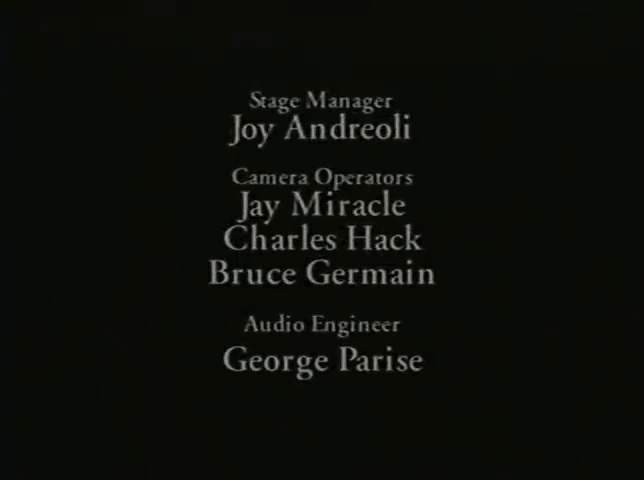 Stage Manager
Joy Andreoli
Camera Operators
Jay Miracle
Charles Hack
Bruce Germain
Audio Engineer
George Parise